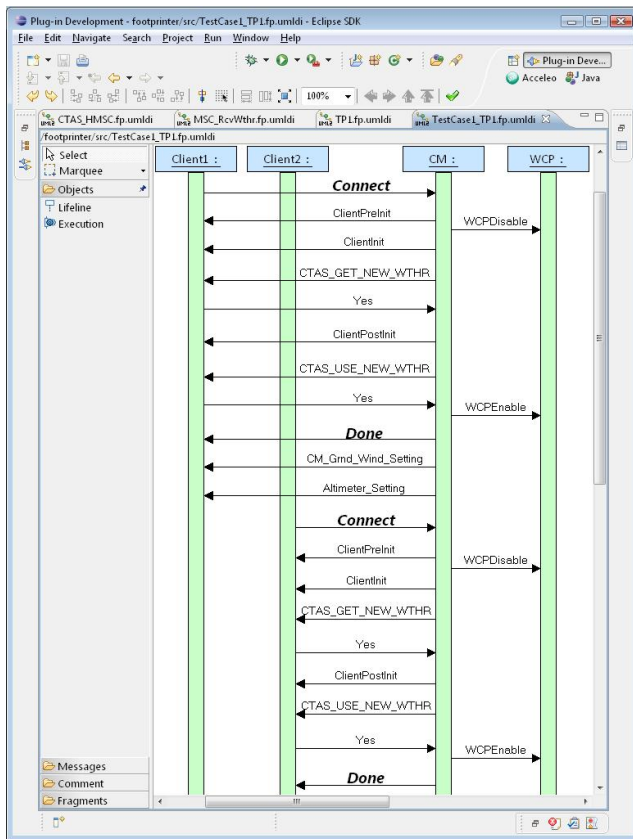 Plug-in Development - footprinter/src/TestCase1_TP1.fp.umldi - Eclipse SDK
File Edit Navigate Search Project Run Window Help
Plug-in Deve...
Acceleo Java
100%
CTAS_HMSC.fp.umldi MSC_RcvWthr.fp.umldi TP1.fp.umldi TestCase1_TP1.fp.umldi
/footprinter/src/TestCase1_TP1.fp.umldi
Select
Marquee
Objects
Lifeline
Execution
Client1 : Client2 : CM : WCP :
Connect
ClientPreInit
WCPDisable
ClientInit
CTAS_GET_NEW_WTHR
Yes
ClientPostInit
CTAS_USE_NEW_WTHR
Yes
WCPEnable
Done
CM_Grnd_Wind_Setting
Altimeter_Setting
Connect
ClientPreInit
WCPDisable
ClientInit
CTAS_GET_NEW_WTHR
Yes
ClientPostInit
CTAS_USE_NEW_WTHR
Yes
WCPEnable
Done
Messages
Comment
Fragments